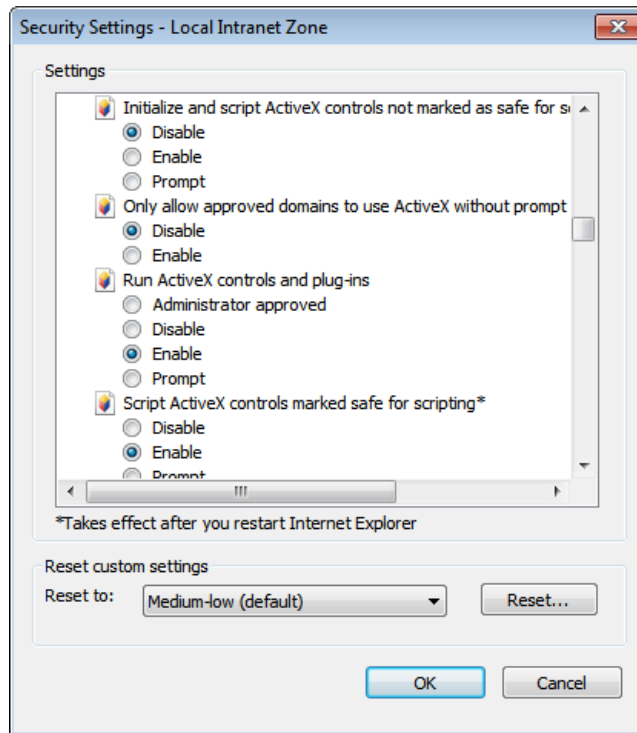 Security Settings - Local Intranet Zone
Settings
Initialize and script ActiveX controls not marked as safe for s
Disable
Enable
Prompt
Only allow approved domains to use ActiveX without prompt
Disable
Enable
Run ActiveX controls and plug-ins
Administrator approved
Disable
Enable
Prompt
Script ActiveX controls marked safe for scripting*
Disable
Enable
Prompt
*Takes effect after you restart Internet Explorer
Reset custom settings
Reset to:
Medium-low (default)
Reset...
OK
Cancel